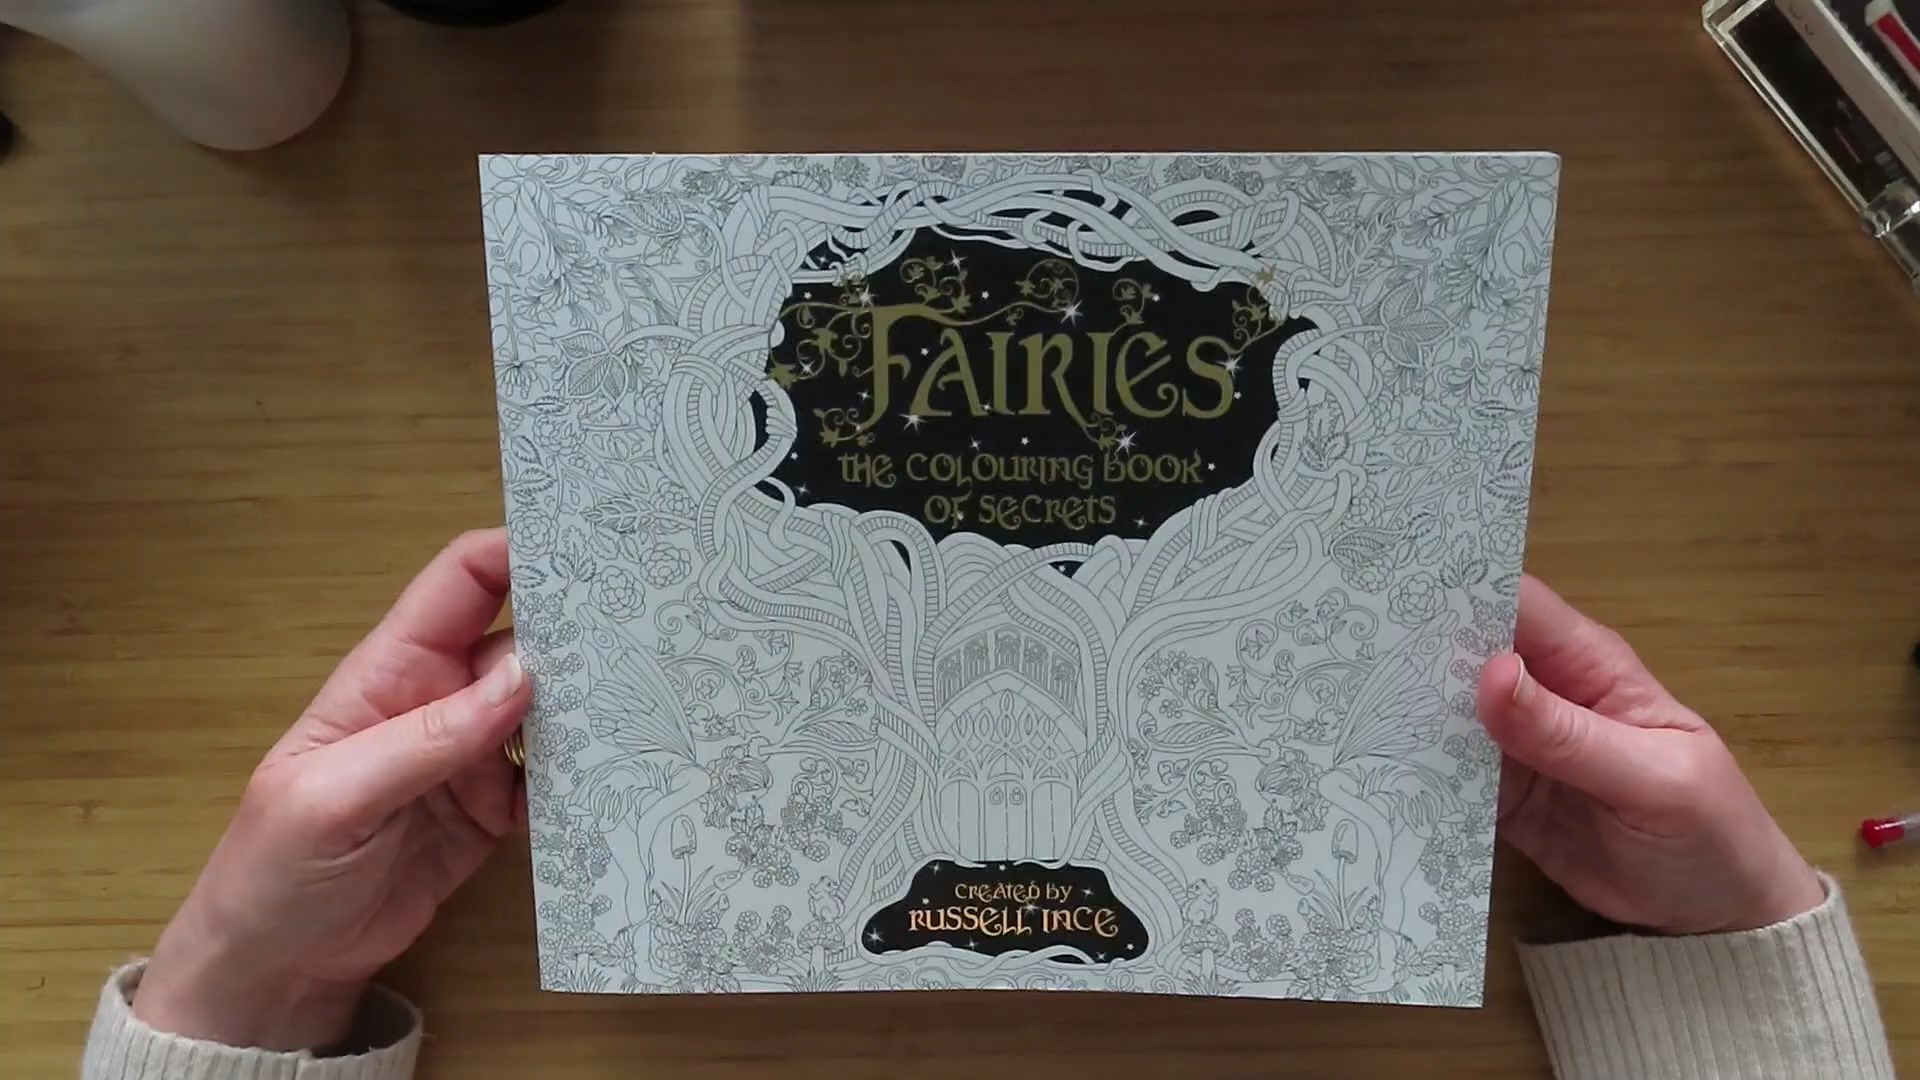 FAIRIES
THE COLOURING BOOK
OF SECRETS
CREATED BY
RUSSELL INCE